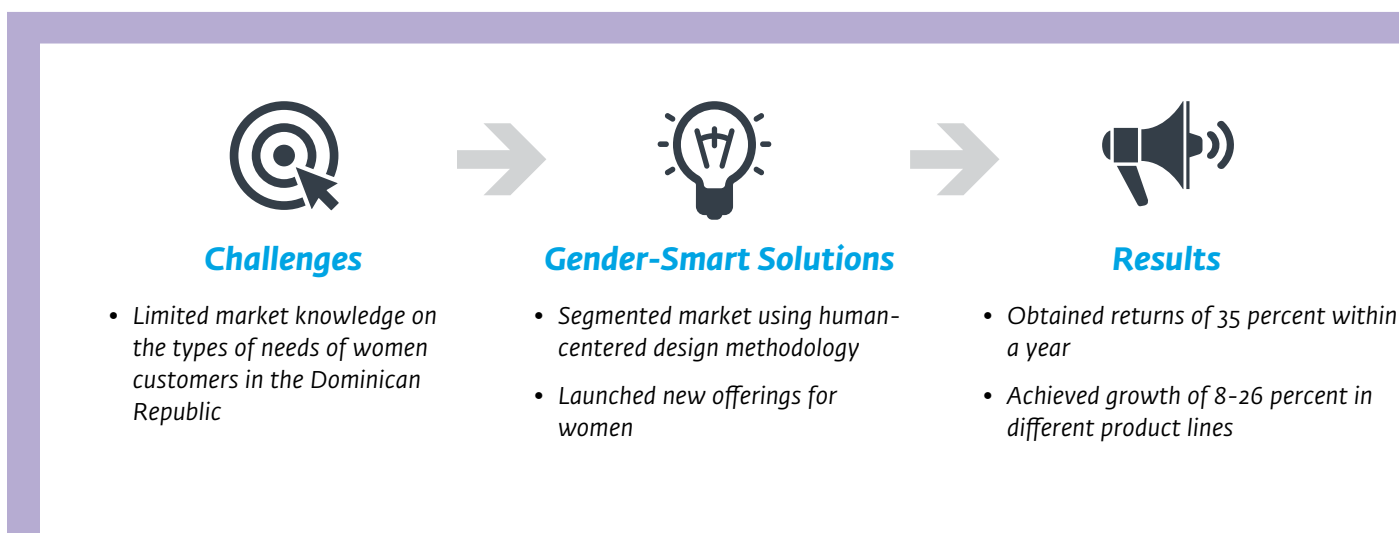 Challenges
• Limited market knowledge on
the types of needs of women
customers in the Dominican
Republic
Gender-Smart Solutions
• Segmented market using human-
centered design methodology
• Launched new offerings for
women
Results
• Obtained returns of 35 percent within
a year
• Achieved growth of 8-26 percent in
different product lines